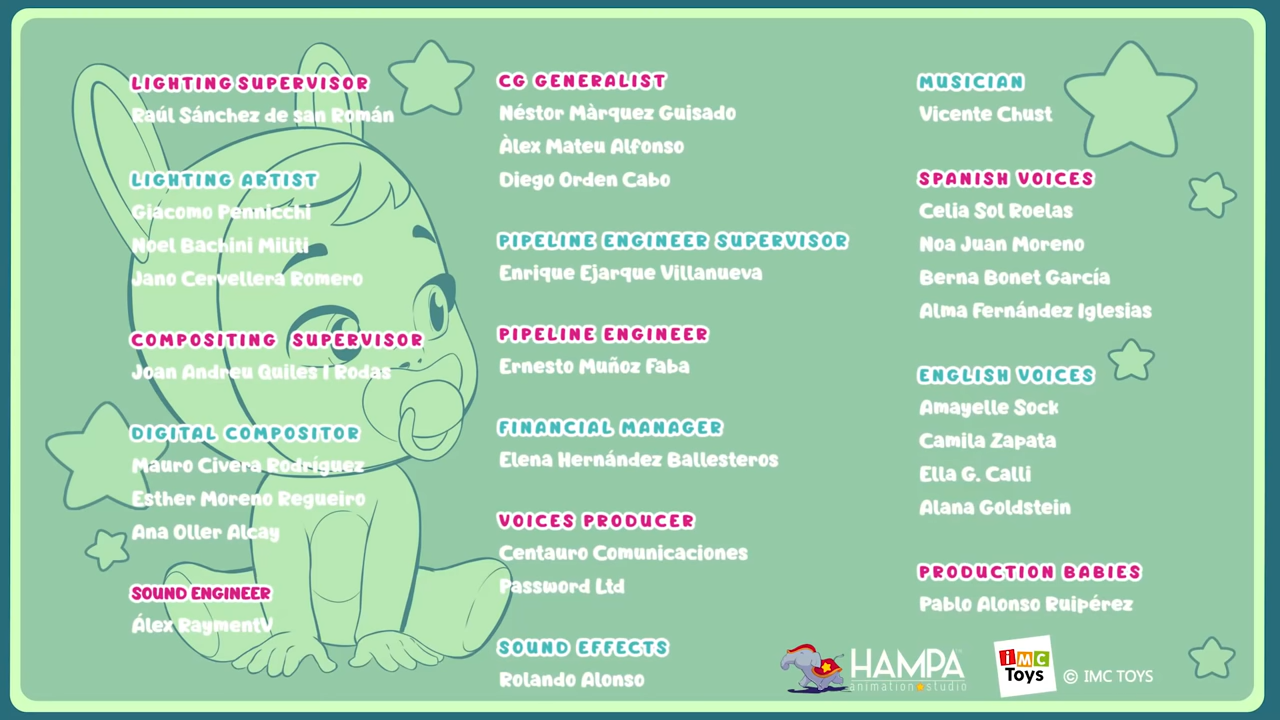 LIGHTING SUPERVISOR
Raúl Sánchez de san Román
LIGHTING ARTIST
Giacomo Pennicchi
Noel Bachini Militi
Jano Cervellera Romero
COMPOSITING SUPERVISOR
Joan Andreu Quiles I Rodas
DIGITAL COMPOSITOR
Mauro Civera Rodríguez
Esther Moreno Regueiro
Ana Oller Alcay
SOUND ENGINEER
Álex RaymentV
CG GENERALIST
Néstor Màrquez Guisado
Àlex Mateu Alfonso
Diego Orden Cabo
PIPELINE ENGINEER SUPERVISOR
Enrique Ejarque Villanueva
PIPELINE ENGINEER
Ernesto Muñoz Faba
FINANCIAL MANAGER
Elena Hernández Ballesteros
VOICES PRODUCER
Centauro Comunicaciones
Password Ltd
SOUND EFFECTS
Rolando Alonso
MUSICIAN
Vicente Chust
SPANISH VOICES
Celia Sol Roelas
Noa Juan Moreno
Berna Bonet García
Alma Fernández Iglesias
ENGLISH VOICES
Amayelle Sock
Camila Zapata
Ella G. Calli
Alana Goldstein
PRODUCTION BABIES
Pablo Alonso Ruipérez
HAMPA
animation studio
iMC
Toys
© IMC TOYS